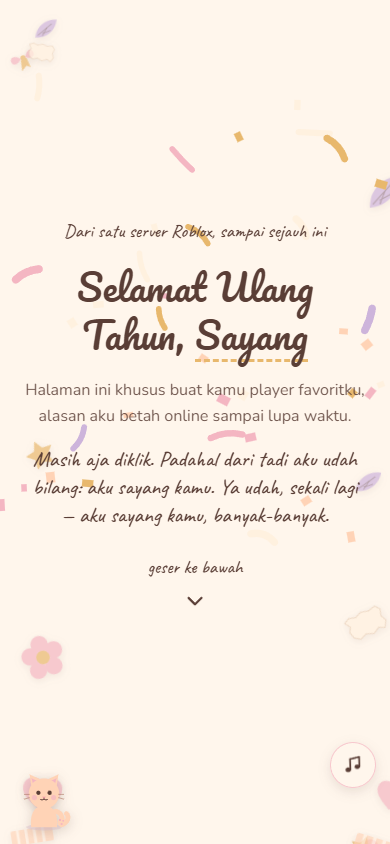 Dari satu server Roblox, sampai sejauh ini
Selamat Ulang
Tahun, Sayang
Halaman ini khusus buat kamu player favoritku,
alasan aku betah online sampai lupa waktu.
Masih aja diklik. Padahal dari tadi aku udah
bilang: aku sayang kamu. Ya udah, sekali lagi
— aku sayang kamu, banyak-banyak.
geser ke bawah